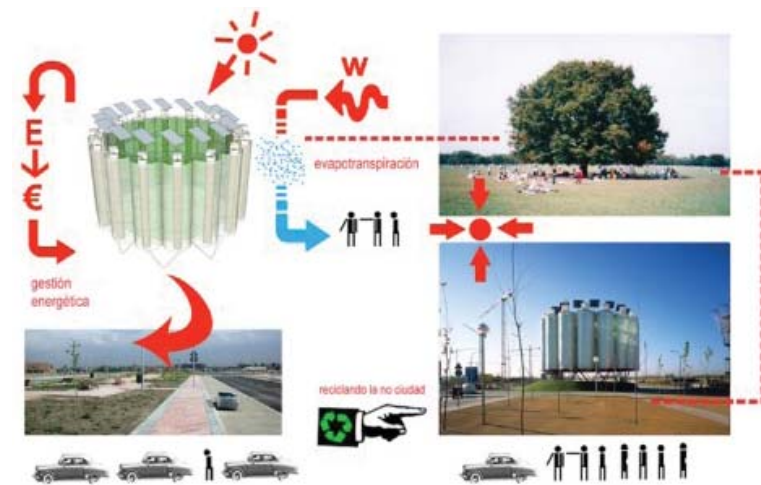 W
E
€
evapotranspiración
gestión
energética
reciclando la no ciudad